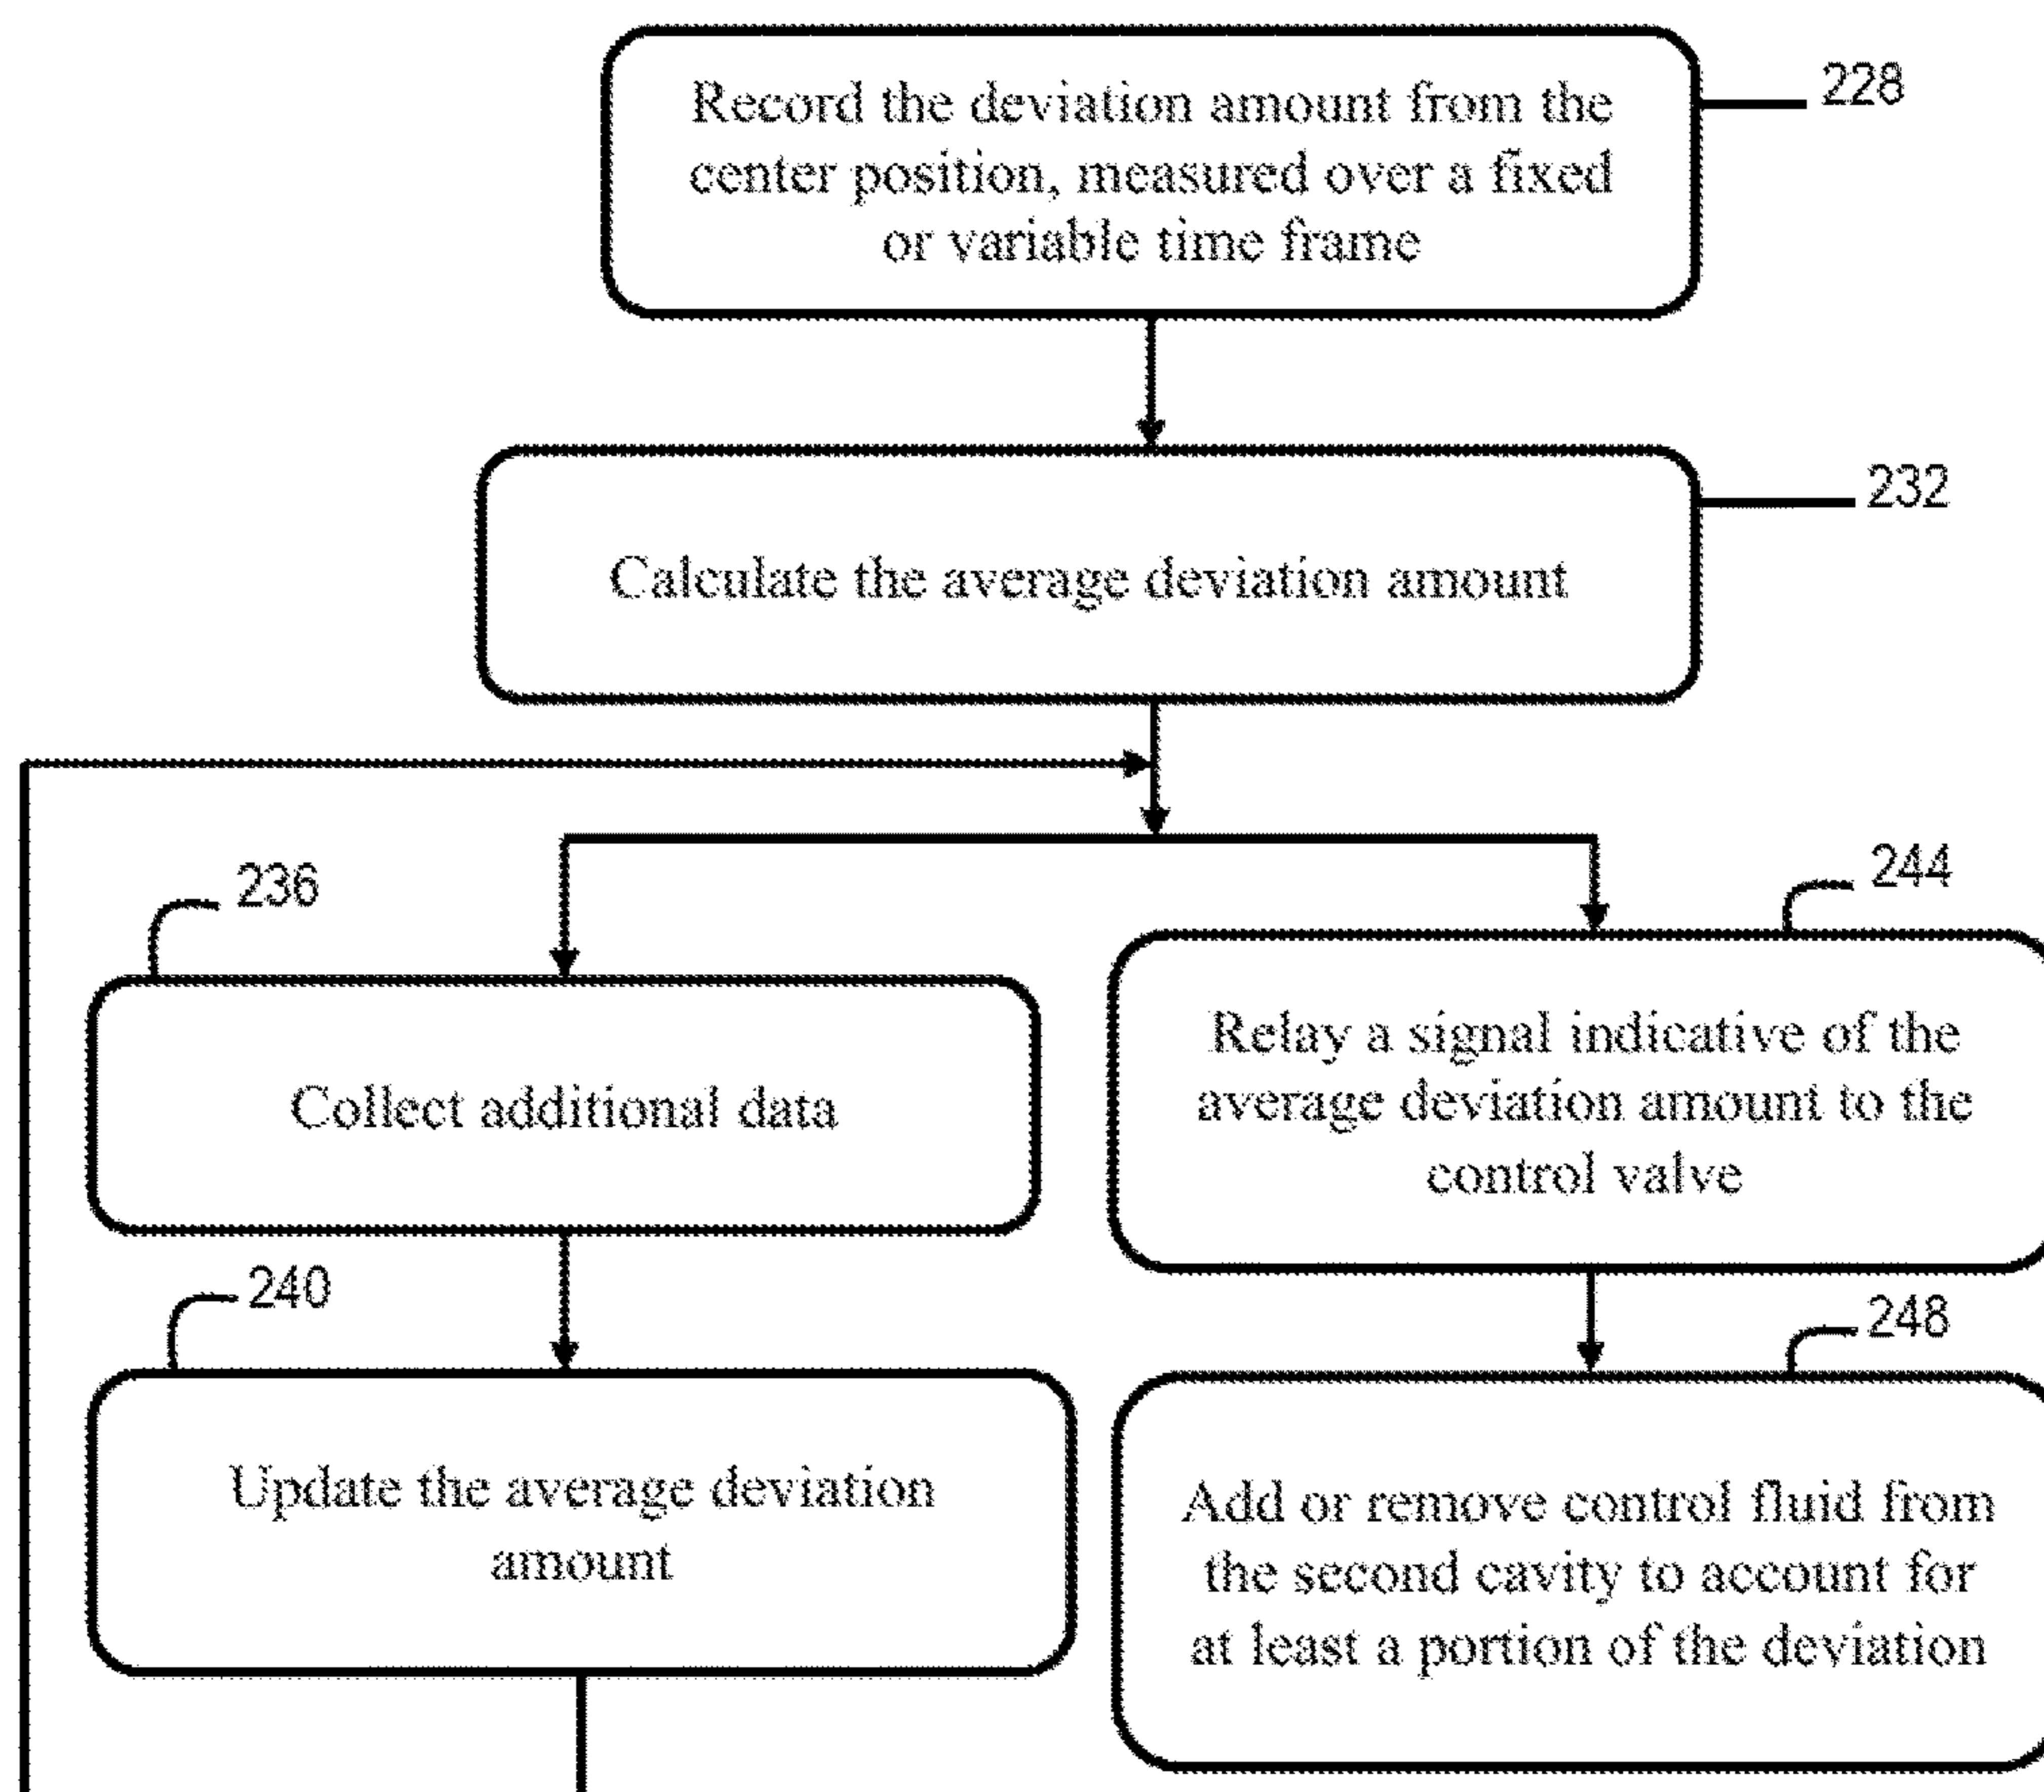 Record the deviation amount from the
center position, measured over a fixed
or variable time frame
228
Calculate the average deviation amount
232
236
Collect additional data
240
Update the average deviation
amount
244
Relay a signal indicative of the
average deviation amount to the
control valve
248
Add or remove control fluid from
the second cavity to account for
at least a portion of the deviation